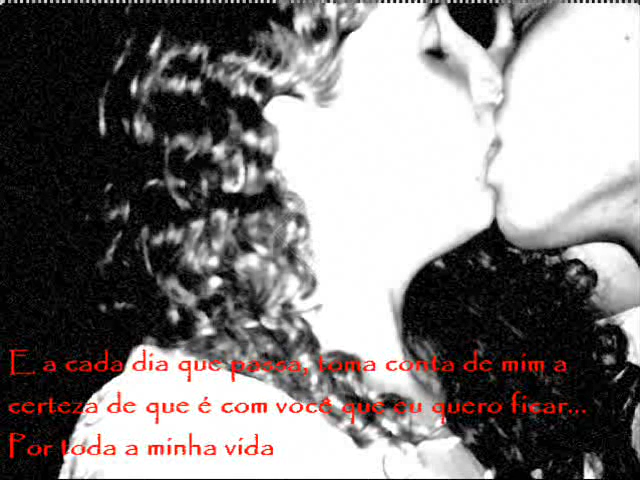 E a cada dia que passa, toma conta de mim a
certeza de que é com você que eu quero ficar...
Por toda a minha vida